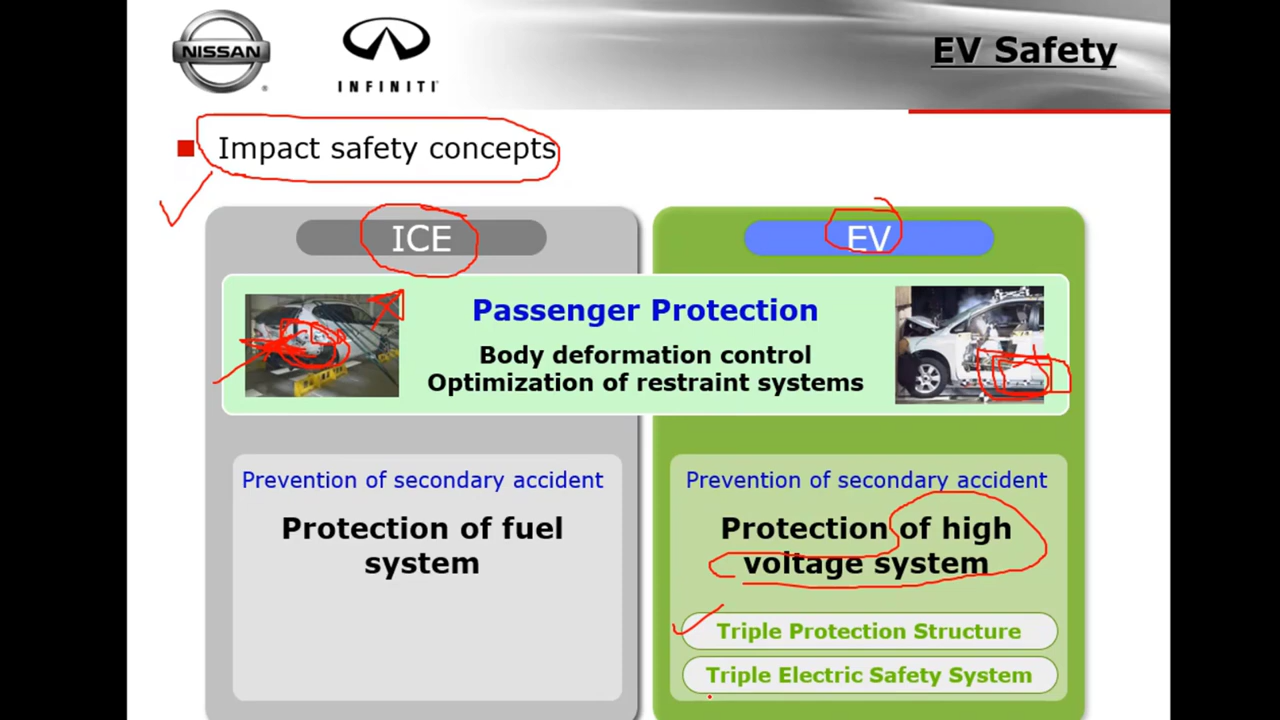 NISSAN
INFINITI
EV Safety
Impact safety concepts
ICE
EV
Passenger Protection
Body deformation control
Optimization of restraint systems
Prevention of secondary accident
Protection of fuel
system
Prevention of secondary accident
Protection of high
voltage system
Triple Protection Structure
Triple Electric Safety System